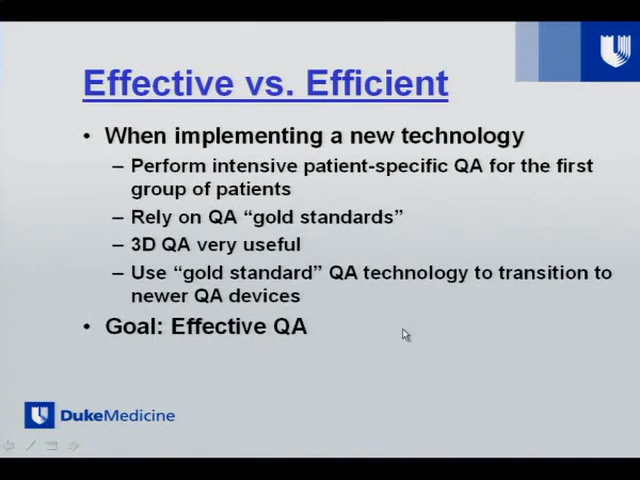 Effective vs. Efficient
• When implementing a new technology
– Perform intensive patient-specific QA for the first
group of patients
– Rely on QA “gold standards”
– 3D QA very useful
– Use “gold standard” QA technology to transition to
newer QA devices
• Goal: Effective QA
DukeMedicine